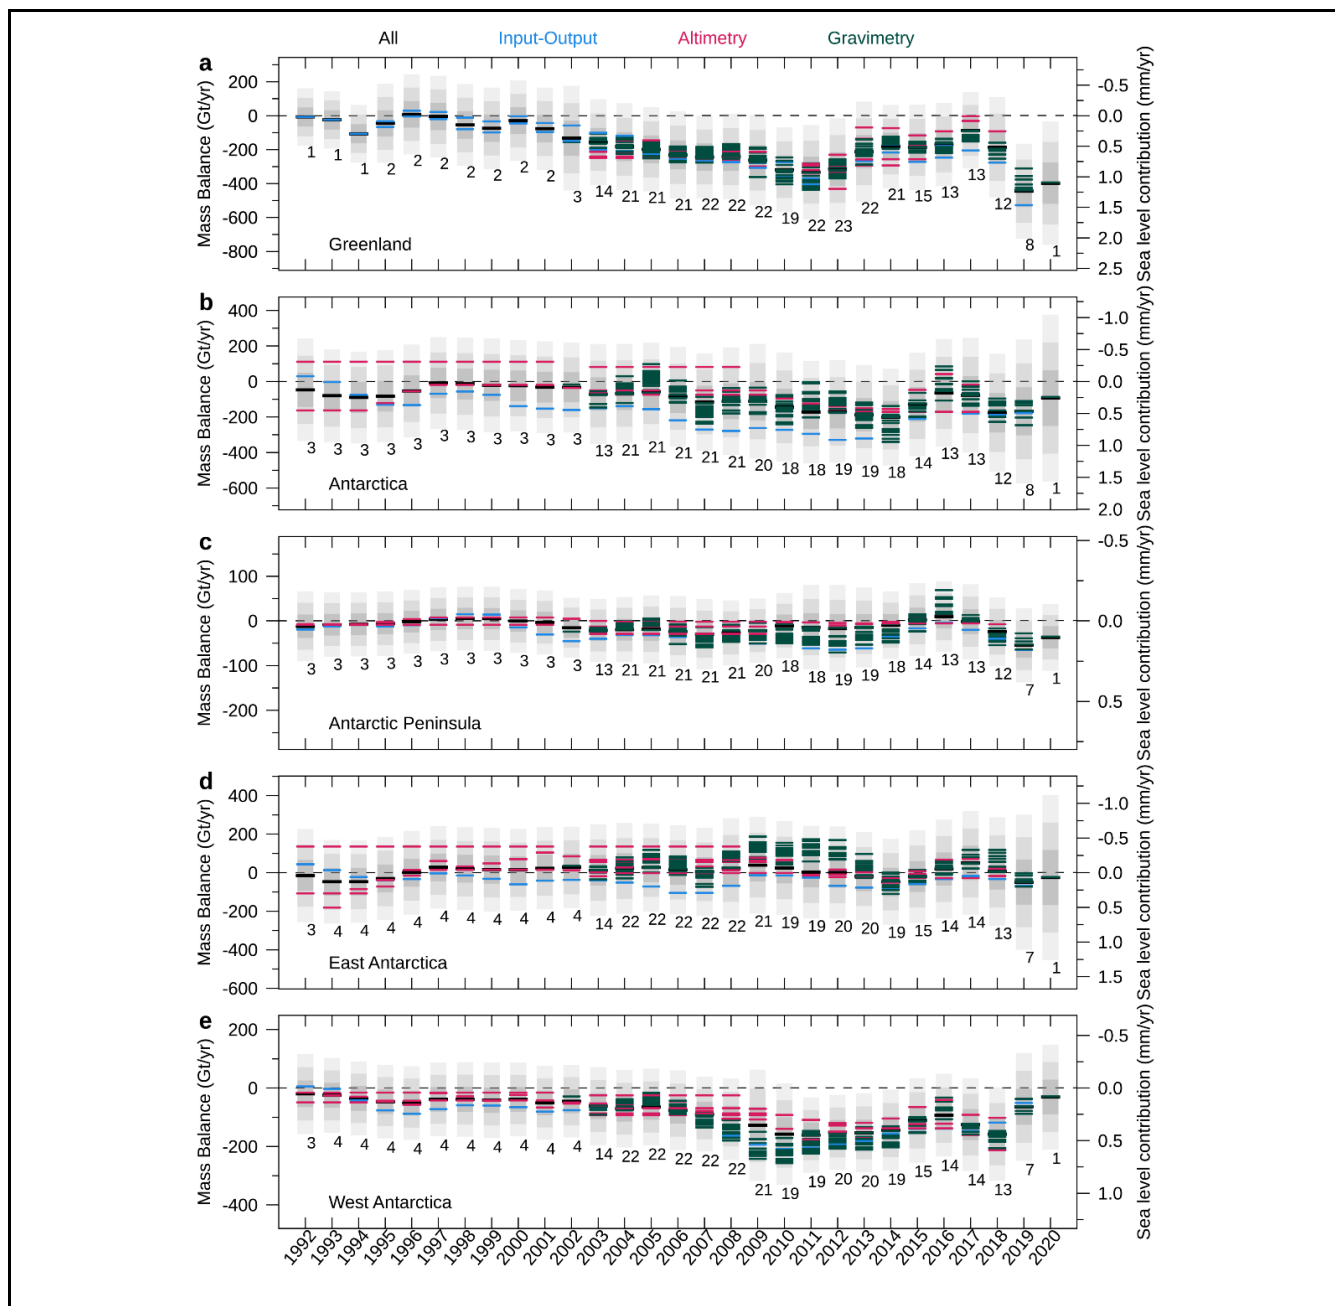 All Input-Output Altimetry Gravimetry
a
Mass Balance (Gt/yr)
200
0
-200
-400
-600
-800
1 1 1 2 2 2 2 2 2 2 3 14 21 21 21 22 22 22 19 22 23 22 21 15 13 13 12 8 1
Greenland
-0.5
0.0
0.5
1.0
1.5
2.0
2.5
Sea level contribution (mm/yr)
b
Mass Balance (Gt/yr)
400
200
0
-200
-400
-600
3 3 3 3 3 3 3 3 3 3 3 13 21 21 21 21 21 20 18 18 19 19 18 14 13 13 12 8 1
Antarctica
-1.0
-0.5
0.0
0.5
1.0
1.5
2.0
Sea level contribution (mm/yr)
c
Mass Balance (Gt/yr)
100
0
-100
-200
3 3 3 3 3 3 3 3 3 3 3 13 21 21 21 21 21 20 18 18 19 19 18 14 13 13 12 7 1
Antarctic Peninsula
-0.5
0.0
0.5
Sea level contribution (mm/yr)
d
Mass Balance (Gt/yr)
400
200
0
-200
-400
-600
3 4 4 4 4 4 4 4 4 4 4 14 22 22 22 22 22 21 19 19 20 20 19 15 14 14 13 7 1
East Antarctica
-1.0
-0.5
0.0
0.5
1.0
1.5
Sea level contribution (mm/yr)
e
Mass Balance (Gt/yr)
200
0
-200
-400
3 4 4 4 4 4 4 4 4 4 4 14 22 22 22 22 22 21 19 19 20 20 19 15 14 14 13 7 1
West Antarctica
-0.5
0.0
0.5
1.0
Sea level contribution (mm/yr)
1992 1993 1994 1995 1996 1997 1998 1999 2000 2001 2002 2003 2004 2005 2006 2007 2008 2009 2010 2011 2012 2013 2014 2015 2016 2017 2018 2019 2020